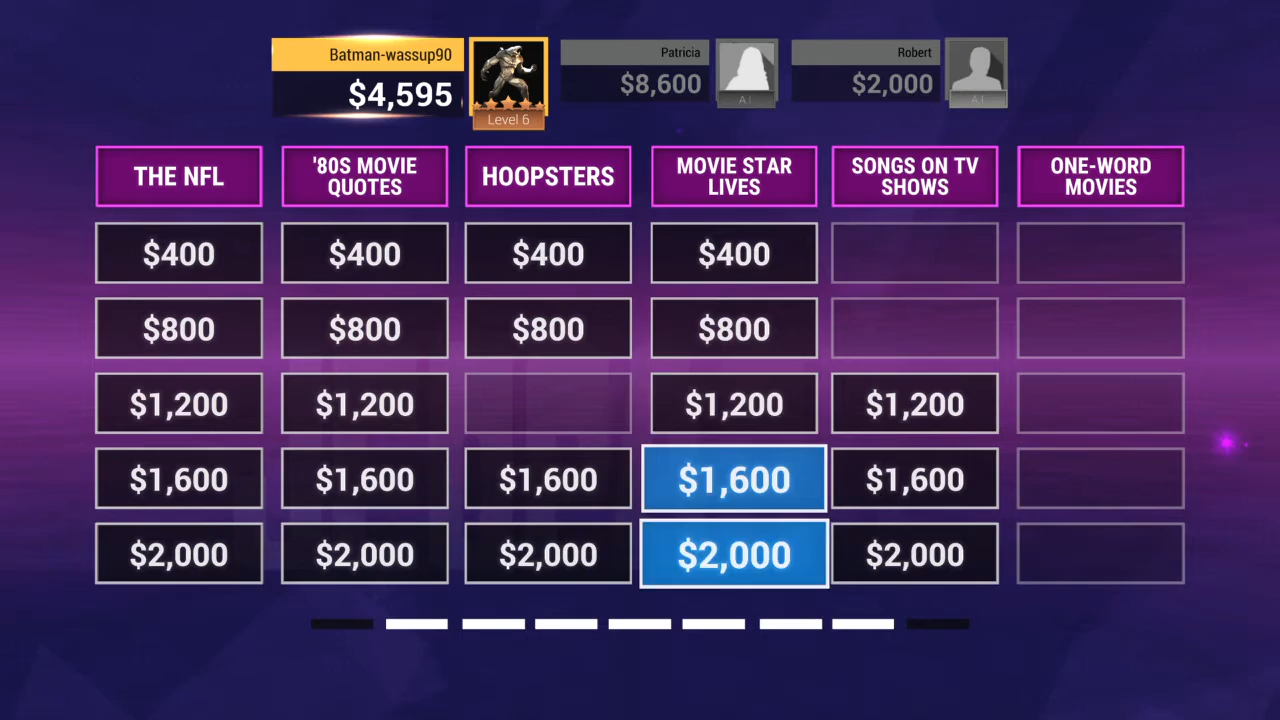 Batman-wassup90
$4,595
Level 6
Patricia
$8,600
AI
Robert
$2,000
AI
THE NFL
'80S MOVIE
QUOTES
HOOPSTERS
MOVIE STAR
LIVES
SONGS ON TV
SHOWS
ONE-WORD
MOVIES
$400 $400 $400 $400
$800 $800 $800 $800
$1,200 $1,200 $1,200 $1,200
$1,600 $1,600 $1,600 $1,600 $1,600
$2,000 $2,000 $2,000 $2,000 $2,000